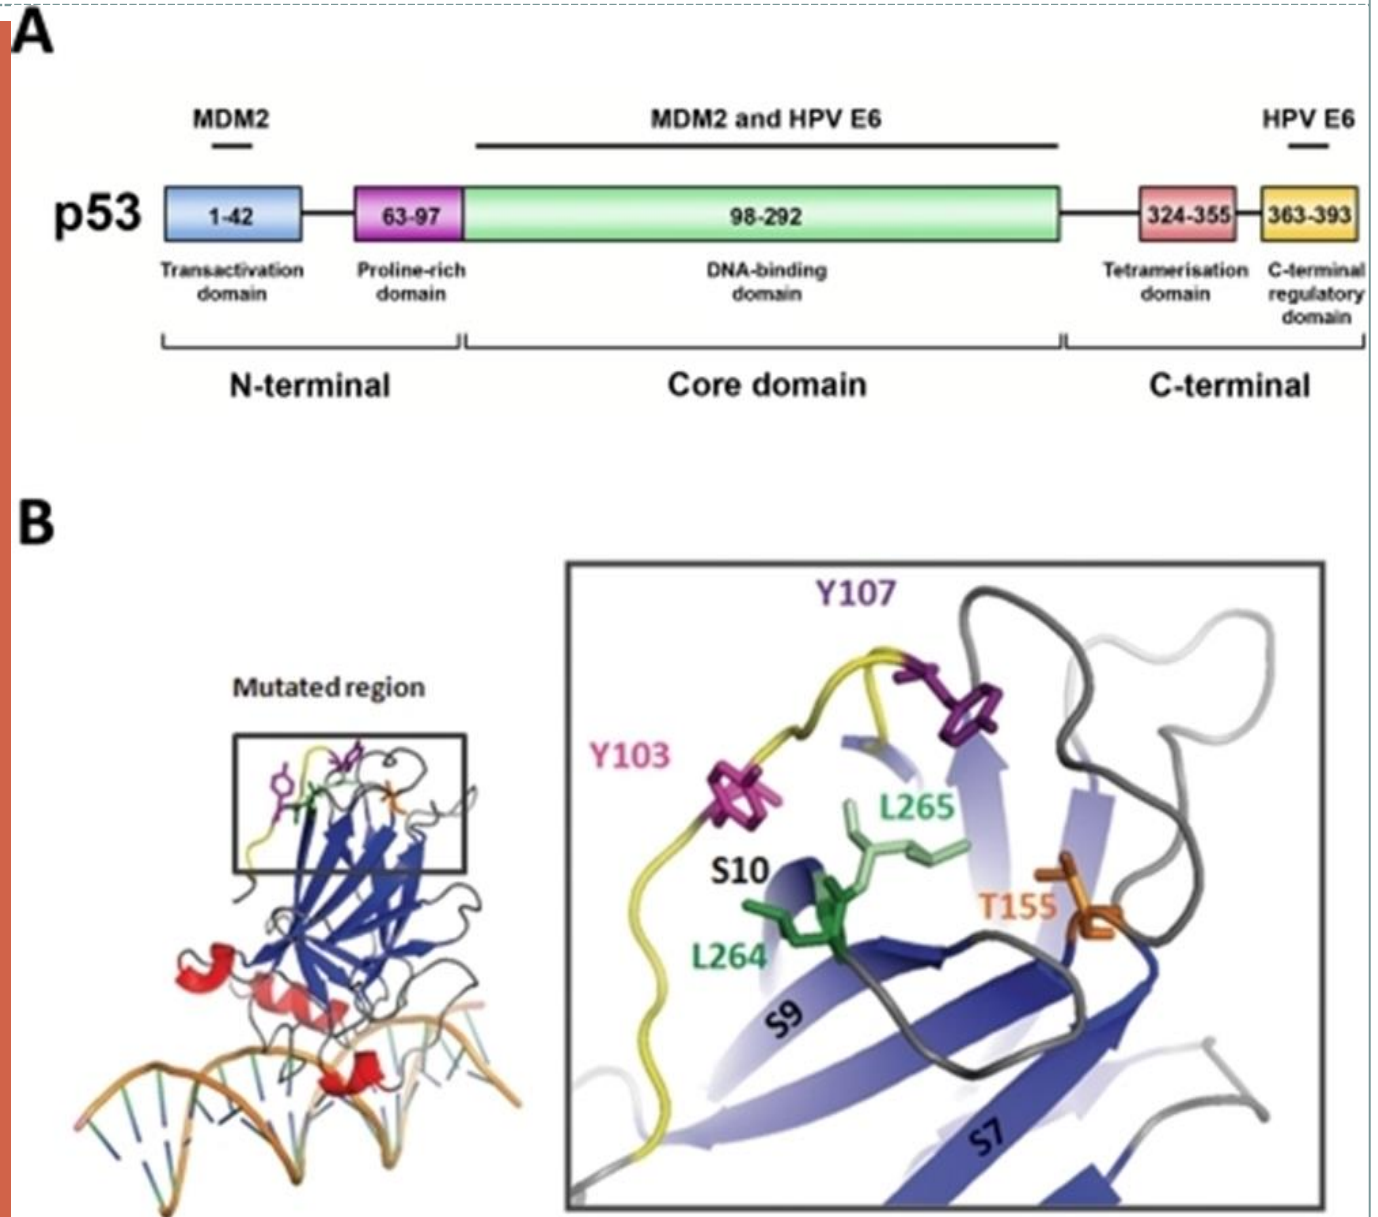 A
MDM2
MDM2 and HPV E6
HPV E6
p53
1-42
63-97
98-292
324-355
363-393
Transactivation
domain
Proline-rich
domain
DNA-binding
domain
Tetramerisation
domain
C-terminal
regulatory
domain
N-terminal
Core domain
C-terminal
B
Mutated region
Y107
Y103
L265
S10
T155
L264
S9
S7